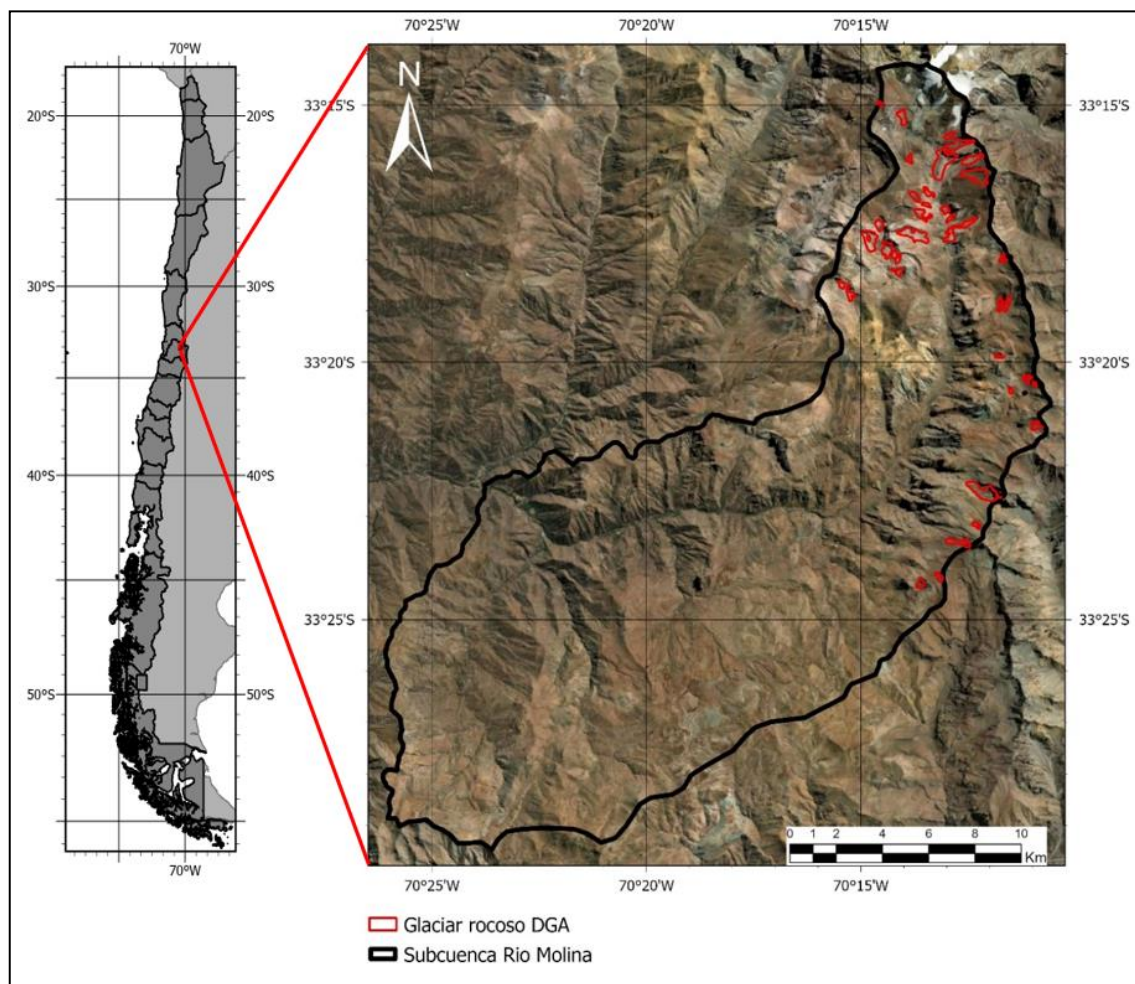 70°W
20°S
20°S
30°S
30°S
40°S
40°S
50°S
50°S
70°W
70°25'W
70°20'W
70°15'W
N
33°15'S
33°15'S
33°20'S
33°20'S
33°25'S
33°25'S
0 1 2 4 6 8 10
Km
70°25'W
70°20'W
70°15'W
Glaciar rocoso DGA
Subcuenca Rio Molina